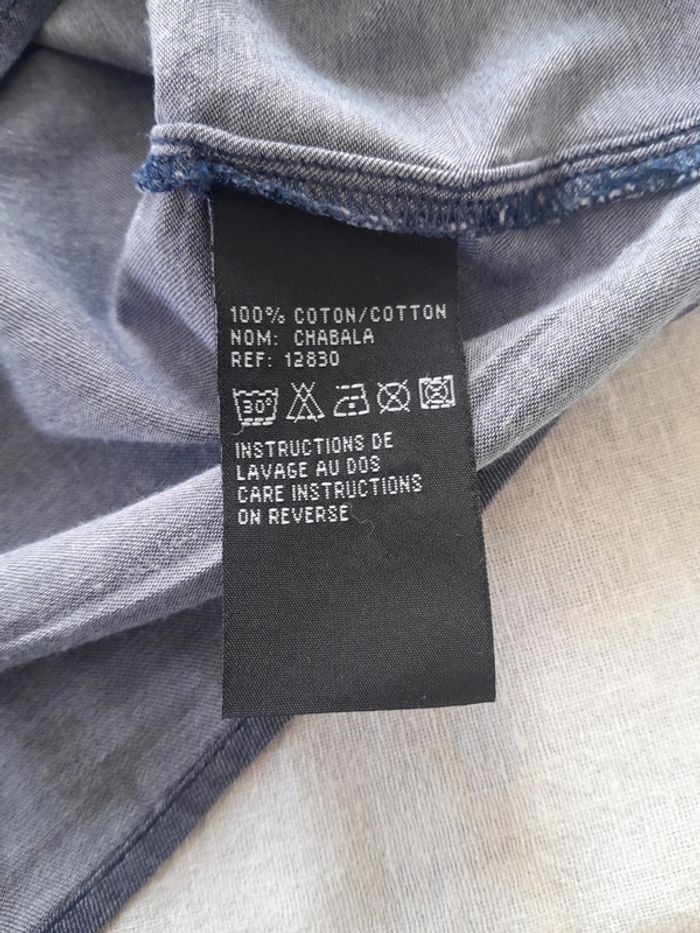 100% COTON/COTTON
NOM: CHABALA
REF: 12830
30°
INSTRUCTIONS DE
LAVAGE AU DOS
CARE INSTRUCTIONS
ON REVERSE